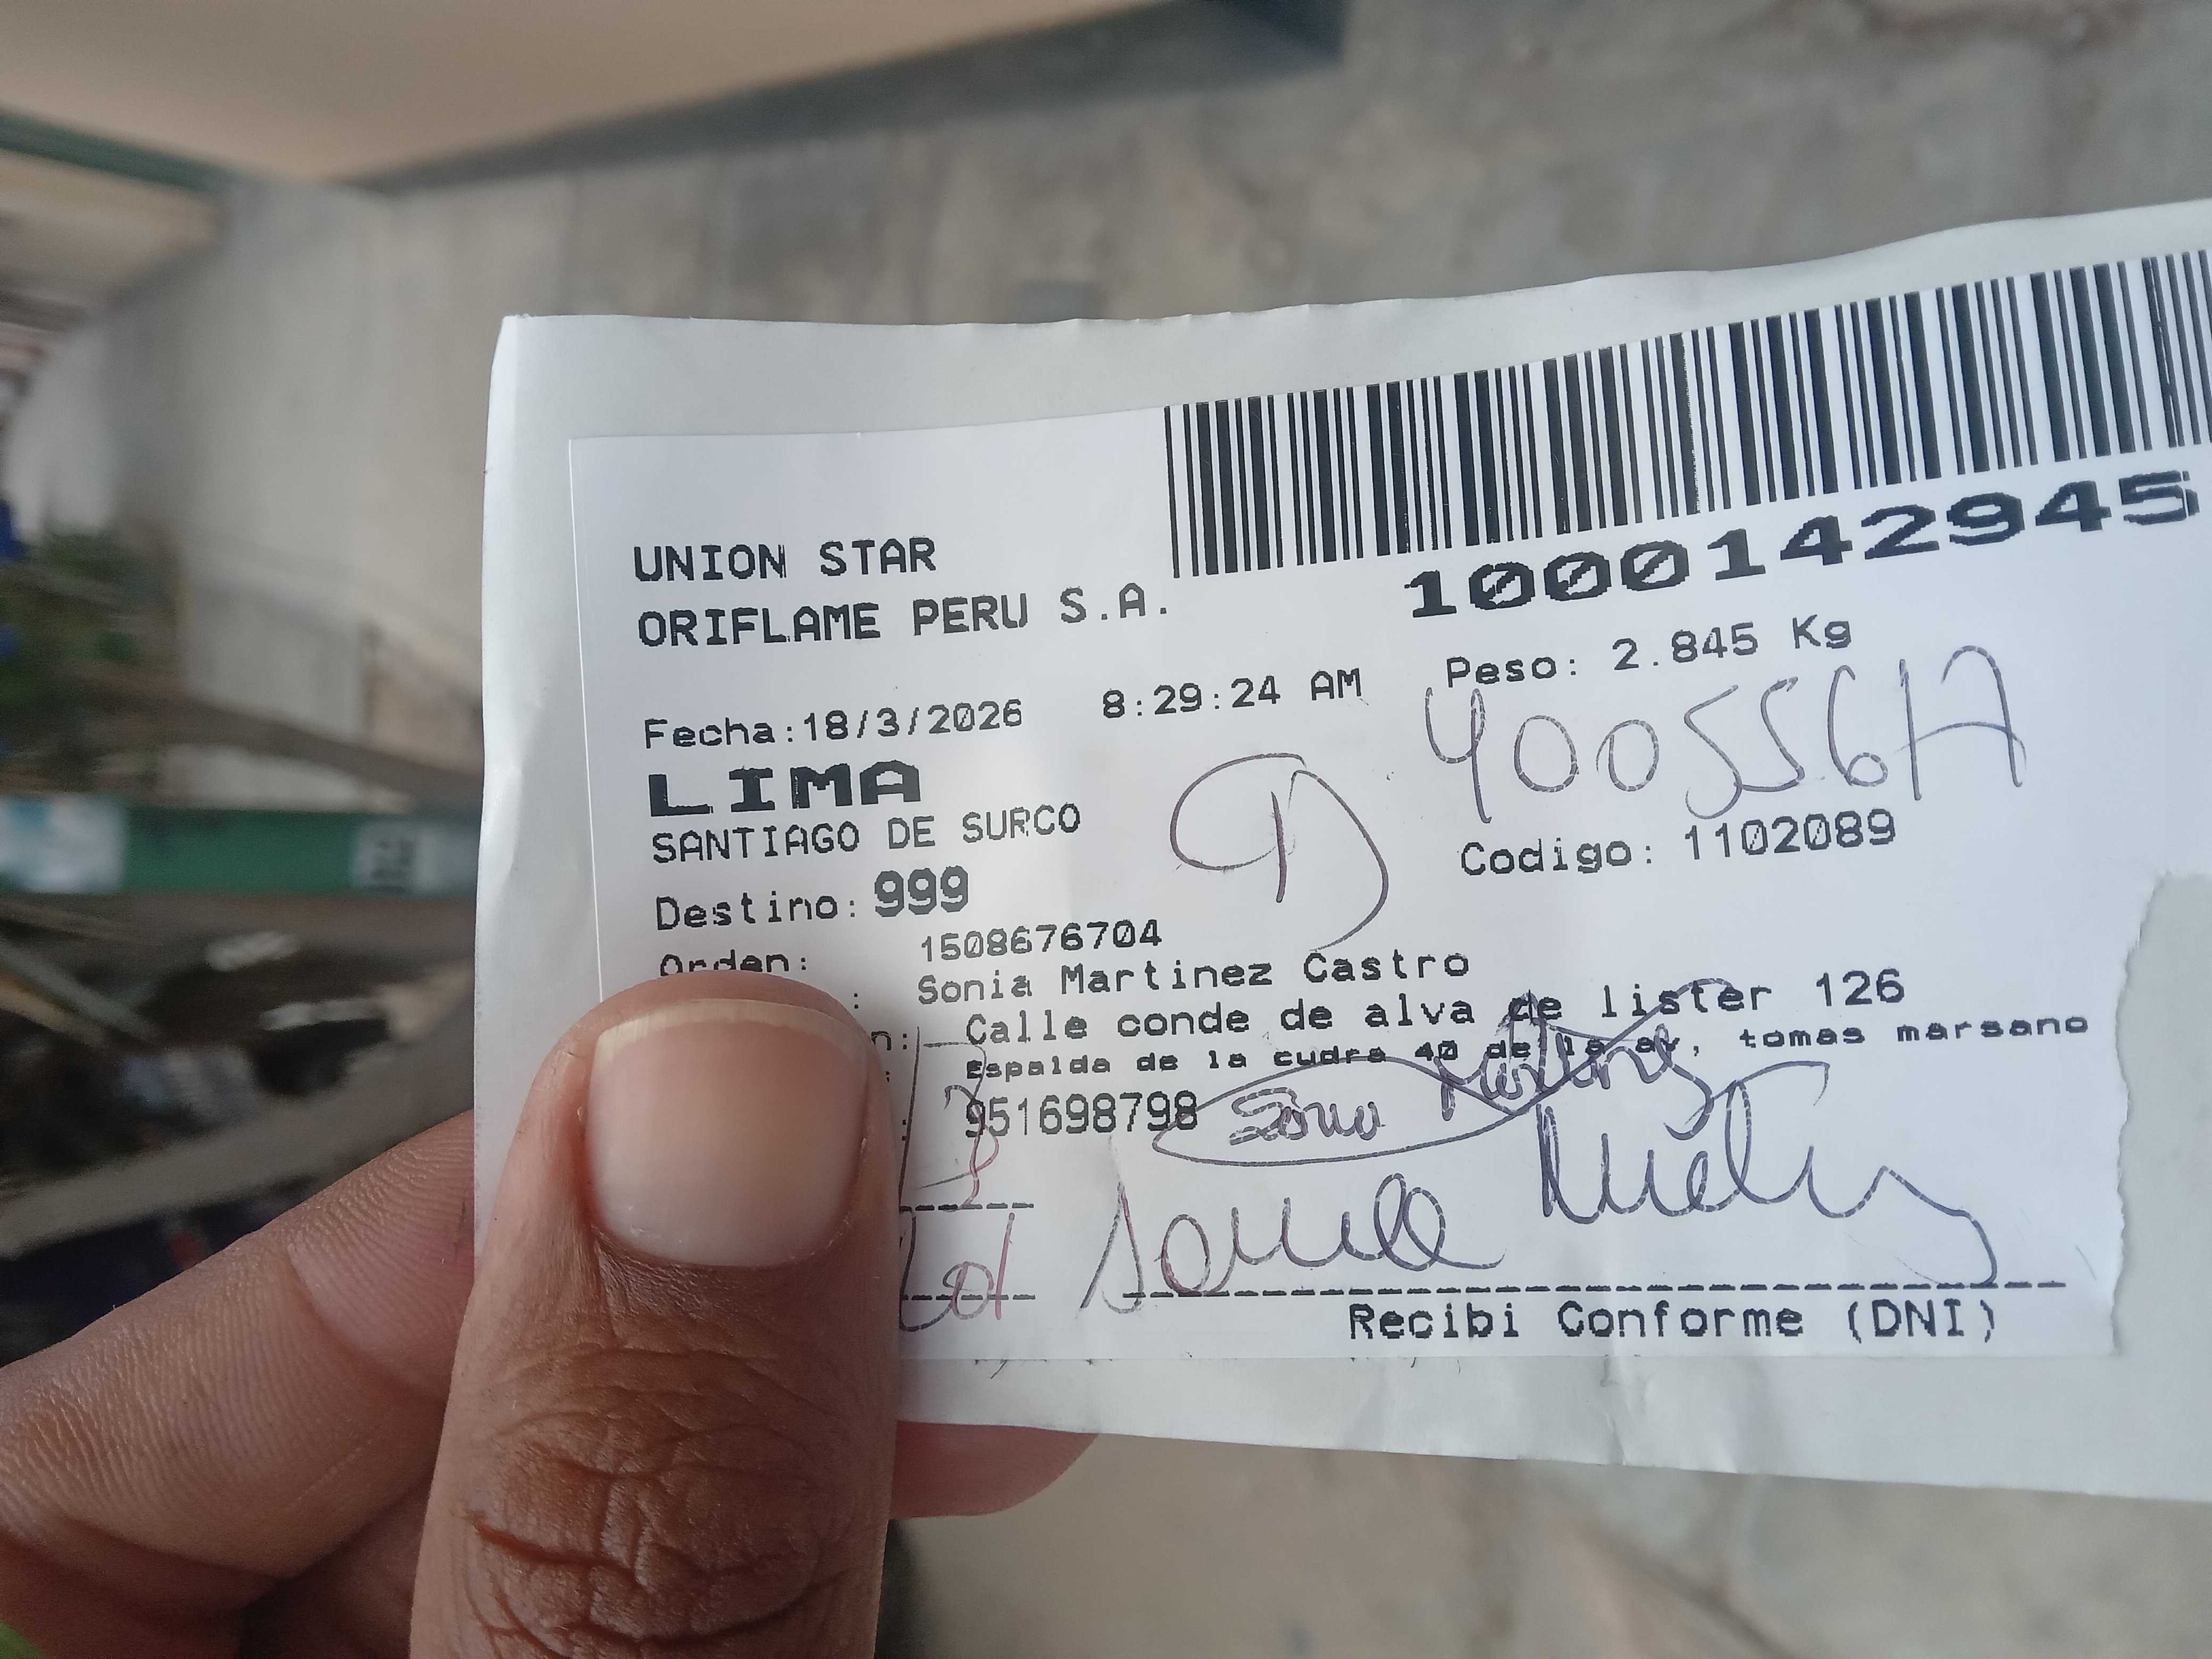 UNION STAR
ORIFLAME PERU S.A.
1000142945
Fecha:18/3/2026 8:29:24 AM Peso: 2.845 Kg
4005561
LIMA
SANTIAGO DE SURCO
Codigo: 1102089
Destino: 999
Orden: 1508676704
: Sonia Martinez Castro
n: Calle conde de alva de lister 126
: Espalda de la cudra 40 de la av, tomas marsano
: 951698798
Recibi Conforme (DNI)